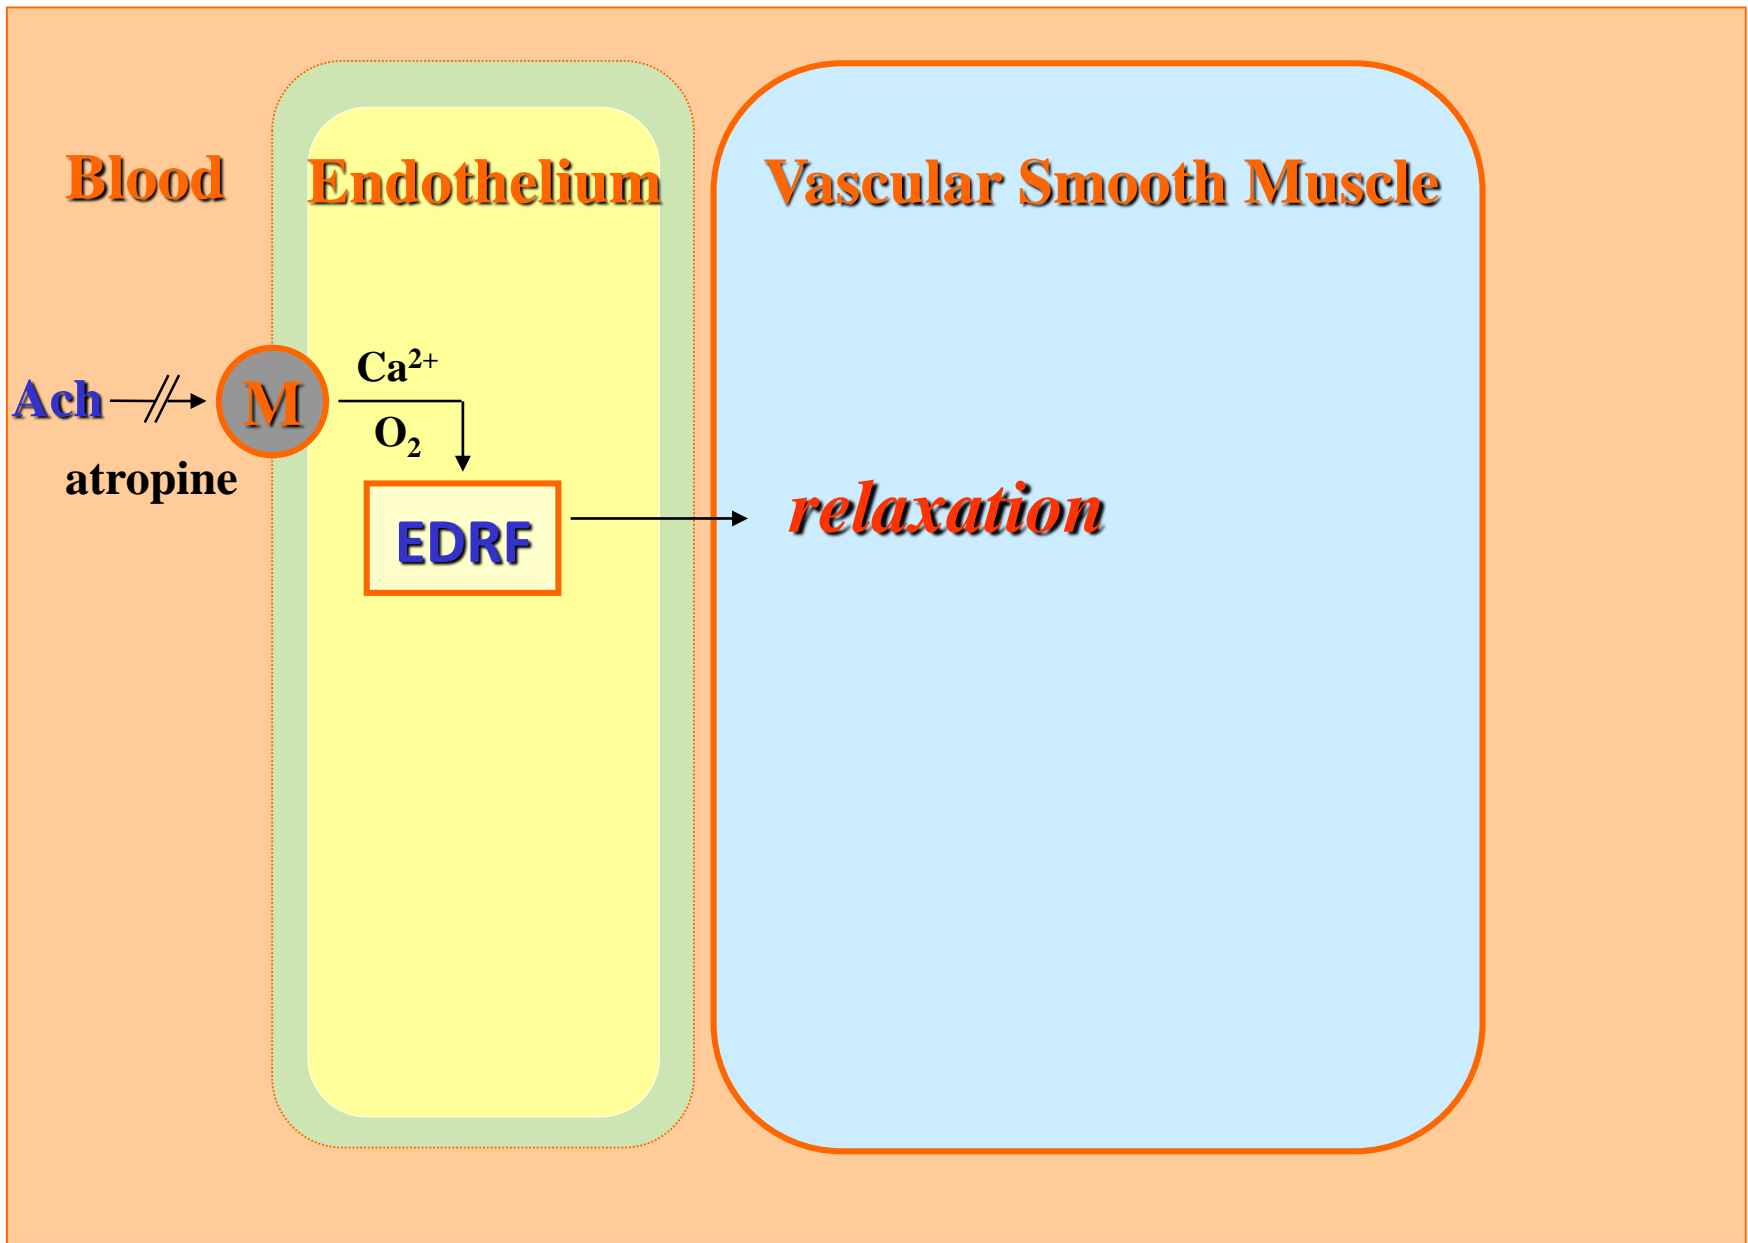 Blood
Endothelium
Vascular Smooth Muscle
Ach
M
Ca²⁺
O₂
atropine
EDRF
relaxation